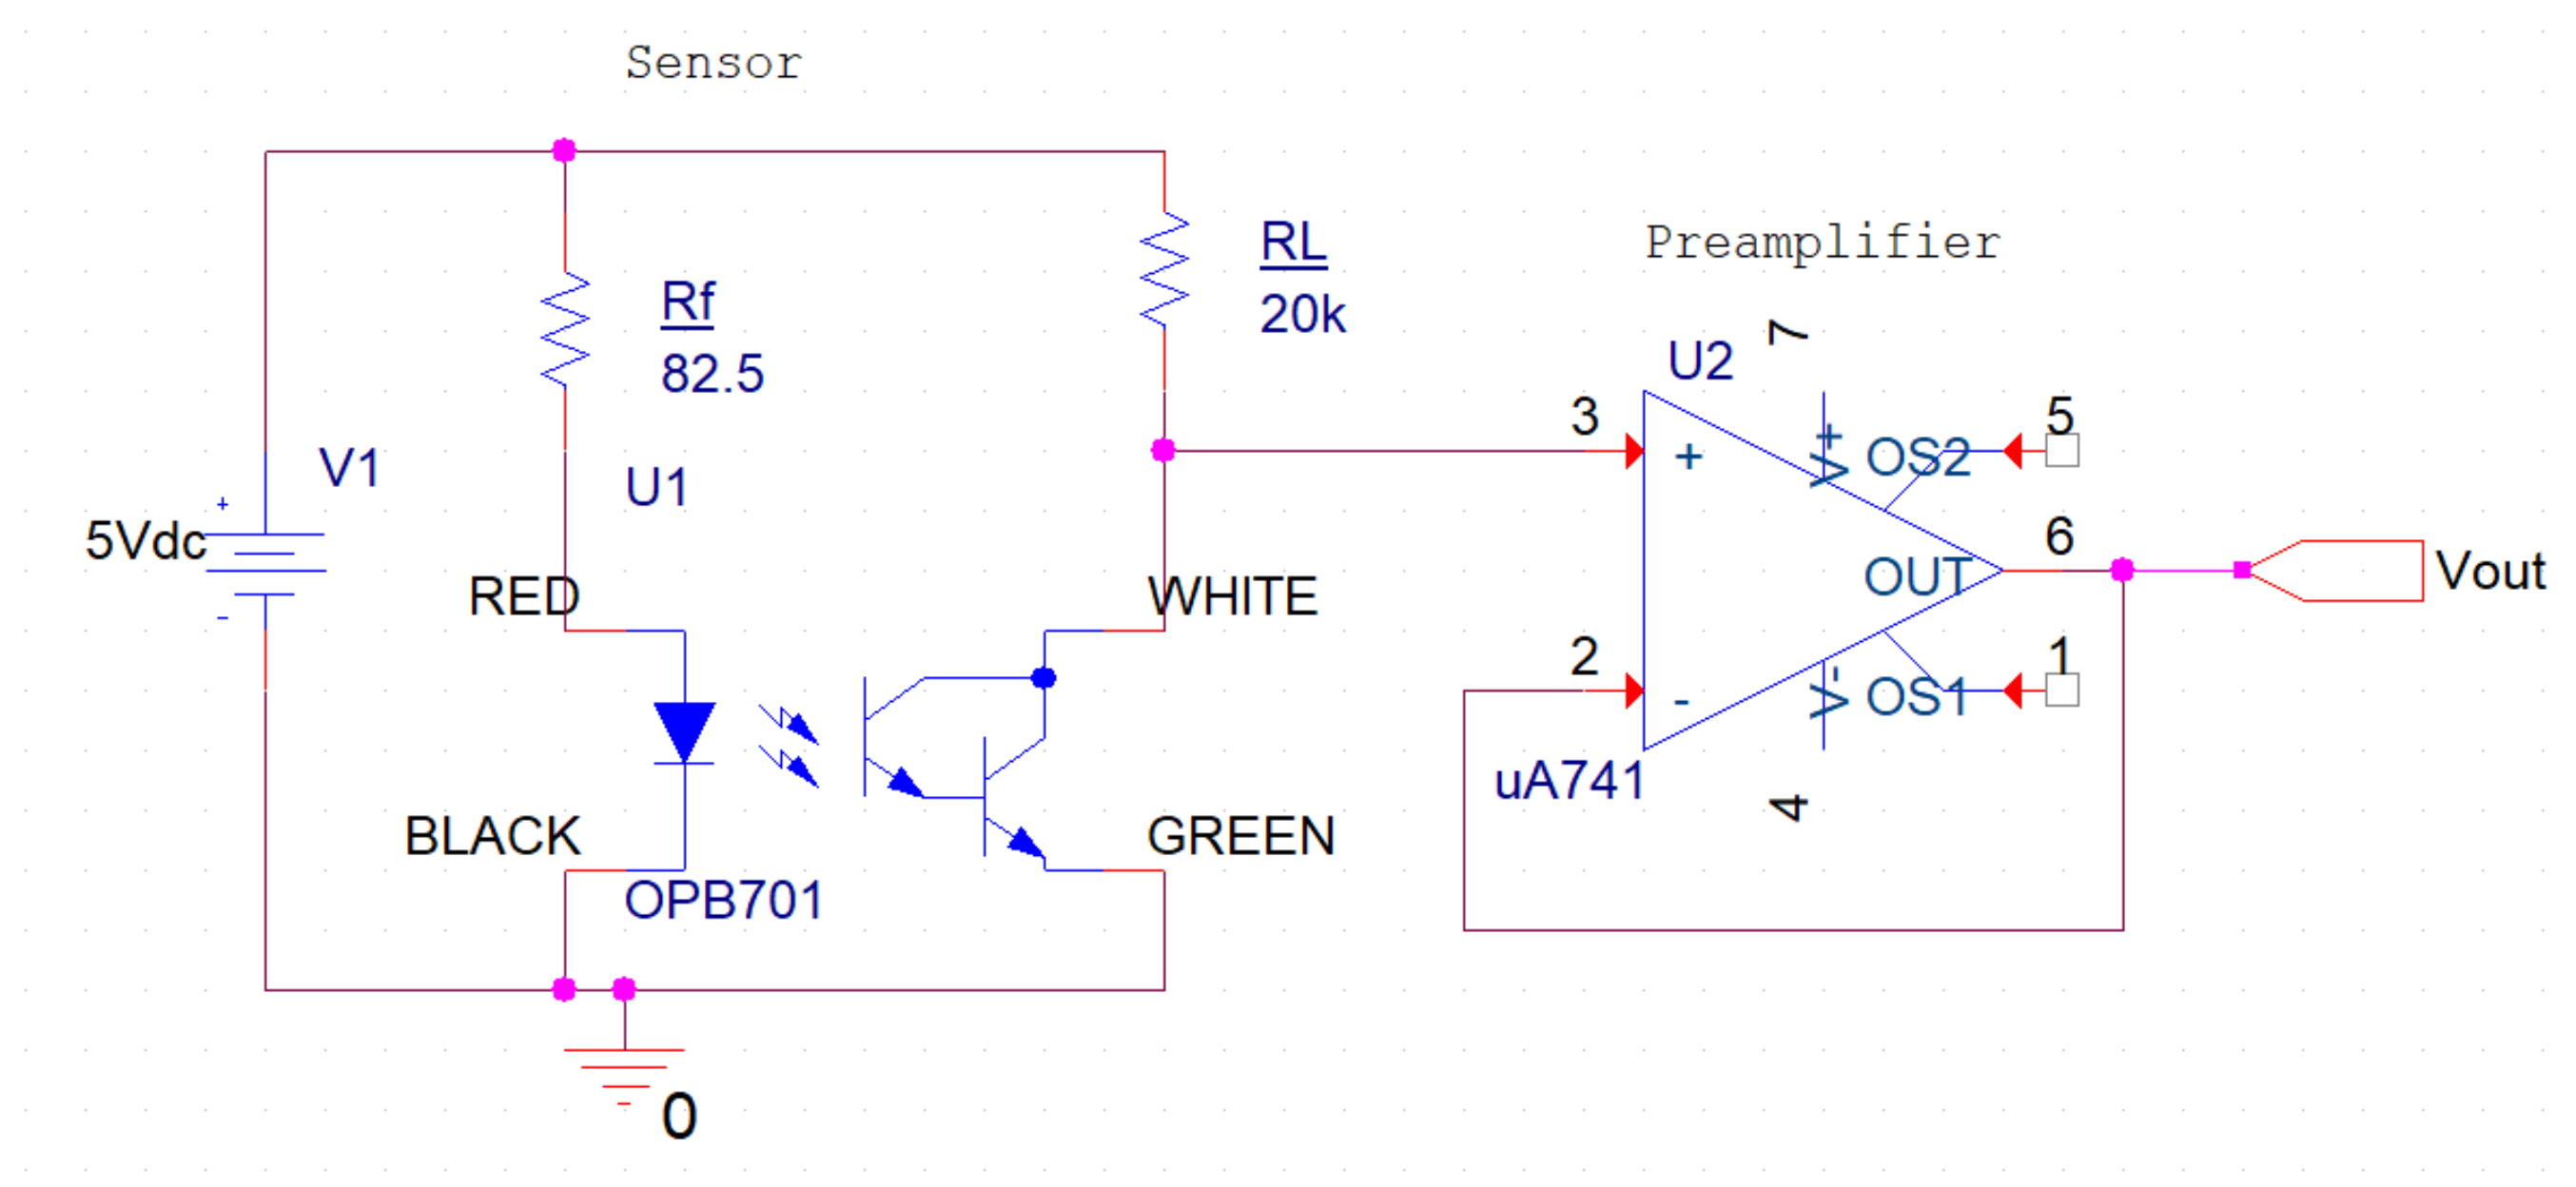 Sensor
Preamplifier
Rf
82.5
RL
20k
V1
+
5Vdc
-
U1
RED
WHITE
BLACK
GREEN
OPB701
0
U2
7
3
+
V+
OS2
5
OUT
6
Vout
2
-
V-
OS1
1
uA741
4